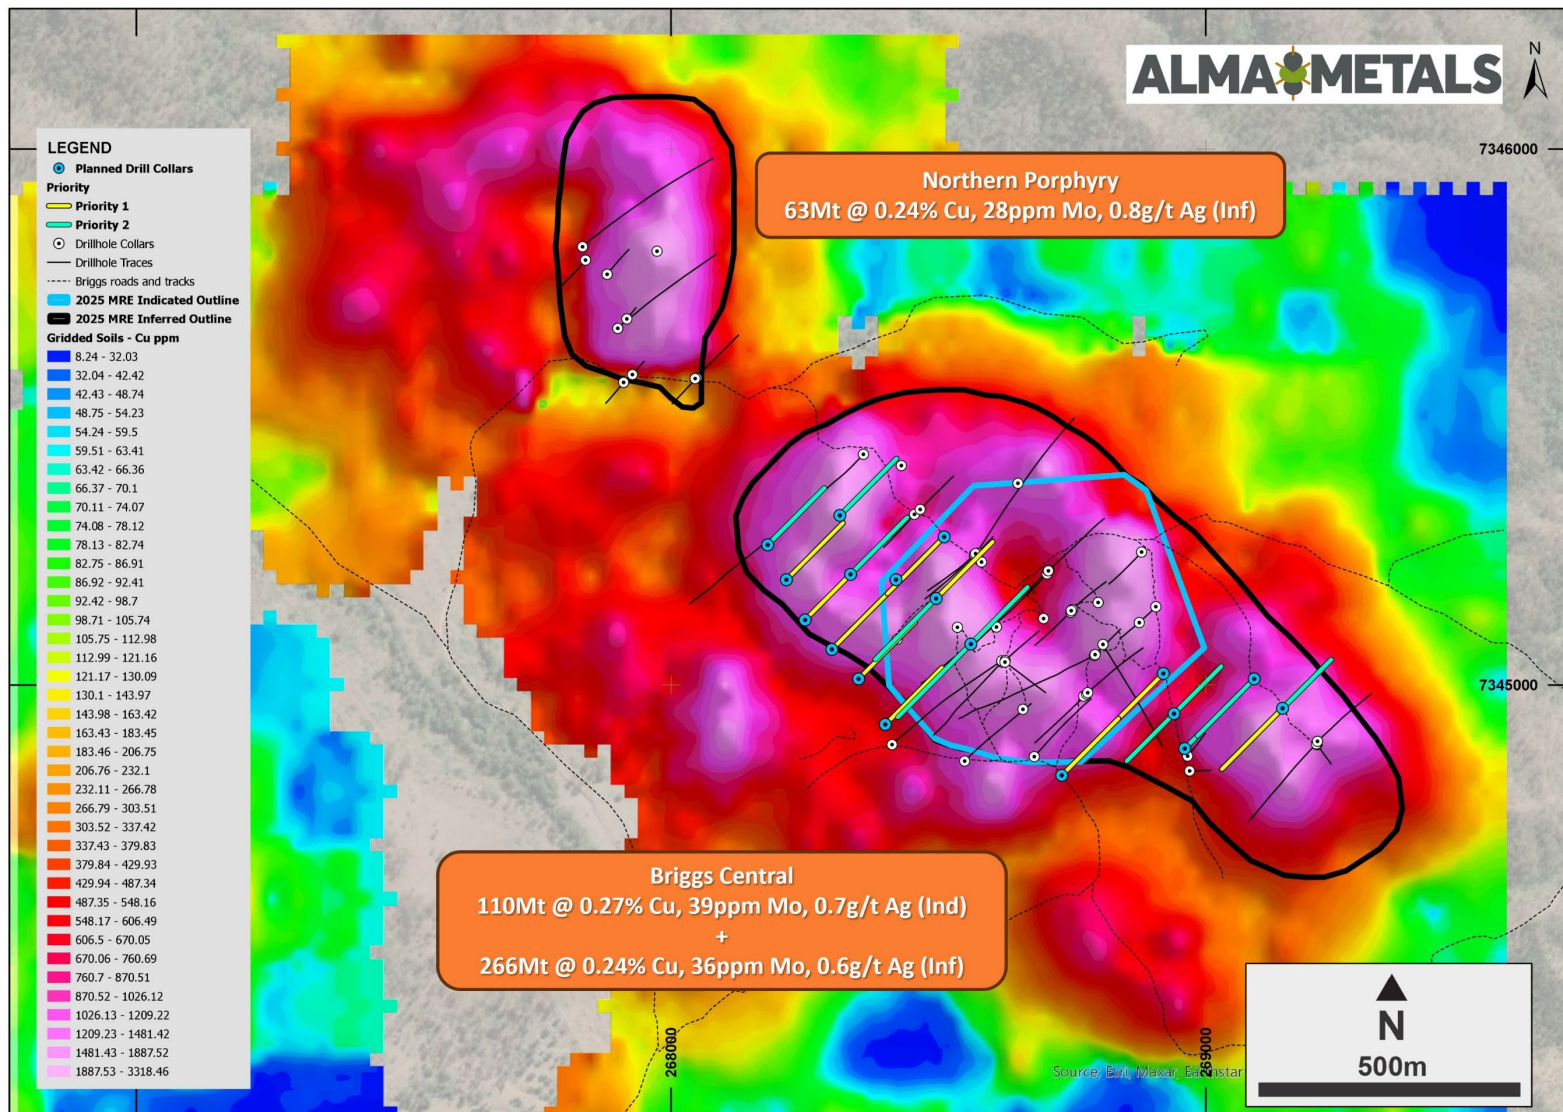 ALMA METALS
N
7346000
LEGEND
Planned Drill Collars
Priority
Priority 1
Priority 2
Drillhole Collars
Drillhole Traces
Briggs roads and tracks
2025 MRE Indicated Outline
2025 MRE Inferred Outline
Gridded Soils - Cu ppm
8.24 - 32.03
32.04 - 42.42
42.43 - 48.74
48.75 - 54.23
54.24 - 59.5
59.51 - 63.41
63.42 - 66.36
66.37 - 70.1
70.11 - 74.07
74.08 - 78.12
78.13 - 82.74
82.75 - 86.91
86.92 - 92.41
92.42 - 98.7
98.71 - 105.74
105.75 - 112.98
112.99 - 121.16
121.17 - 130.09
130.1 - 143.97
143.98 - 163.42
163.43 - 183.45
183.46 - 206.75
206.76 - 232.1
232.11 - 266.78
266.79 - 303.51
303.52 - 337.42
337.43 - 379.83
379.84 - 429.93
429.94 - 487.34
487.35 - 548.16
548.17 - 606.49
606.5 - 670.05
670.06 - 760.69
760.7 - 870.51
870.52 - 1026.12
1026.13 - 1209.22
1209.23 - 1481.42
1481.43 - 1887.52
1887.53 - 3318.46
Northern Porphyry
63Mt @ 0.24% Cu, 28ppm Mo, 0.8g/t Ag (Inf)
7345000
Briggs Central
110Mt @ 0.27% Cu, 39ppm Mo, 0.7g/t Ag (Ind)
+
266Mt @ 0.24% Cu, 36ppm Mo, 0.6g/t Ag (Inf)
268000
269000
Source: Esri, Maxar, Earthstar
N
500m